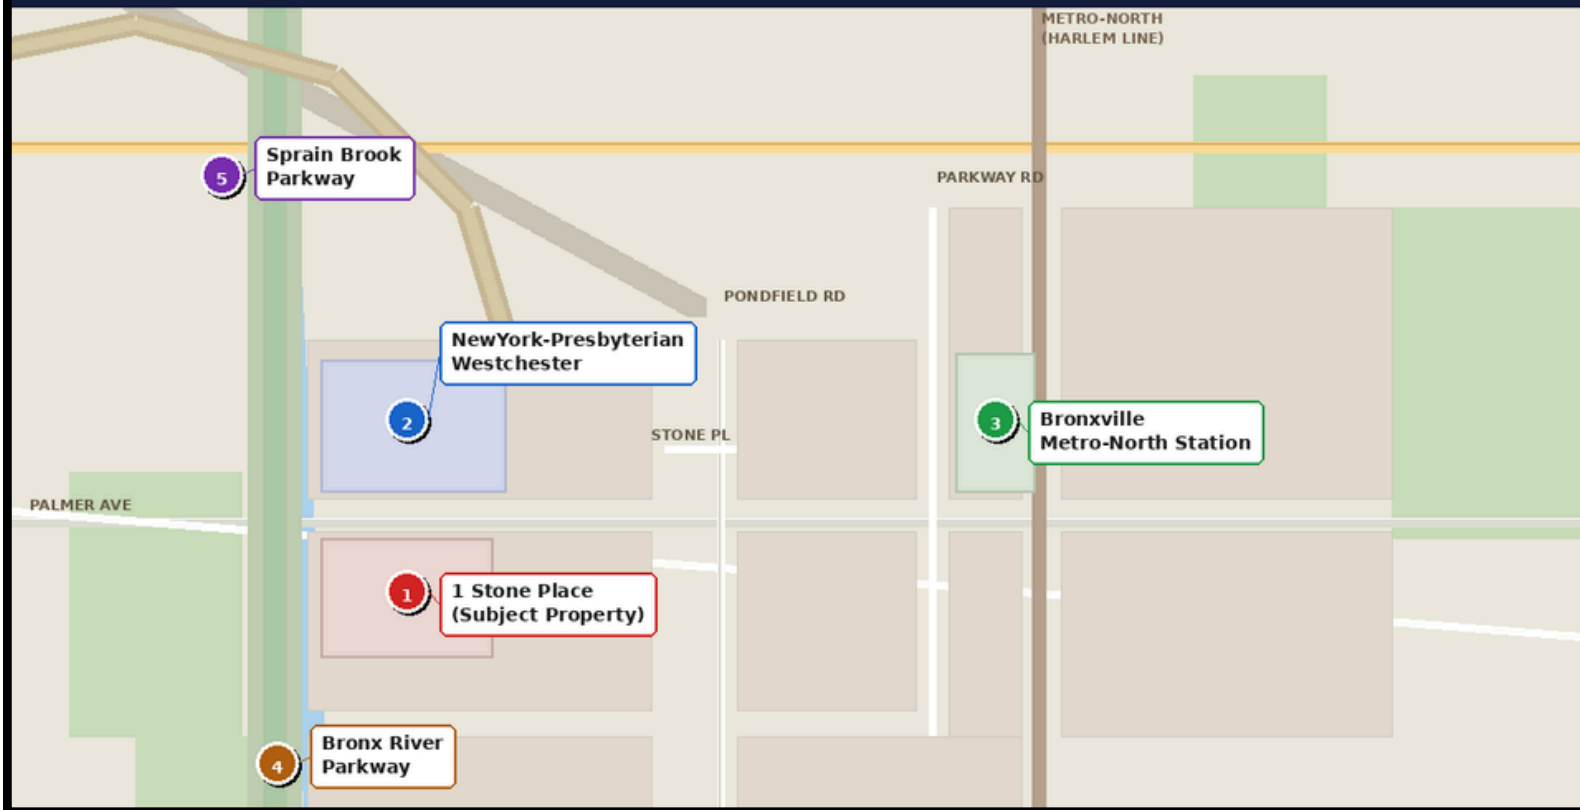 METRO-NORTH
(HARLEM LINE)
Sprain Brook
Parkway
5
PARKWAY RD
PONDFIELD RD
NewYork-Presbyterian
Westchester
2
STONE PL
3
Bronxville
Metro-North Station
PALMER AVE
1
1 Stone Place
(Subject Property)
4
Bronx River
Parkway